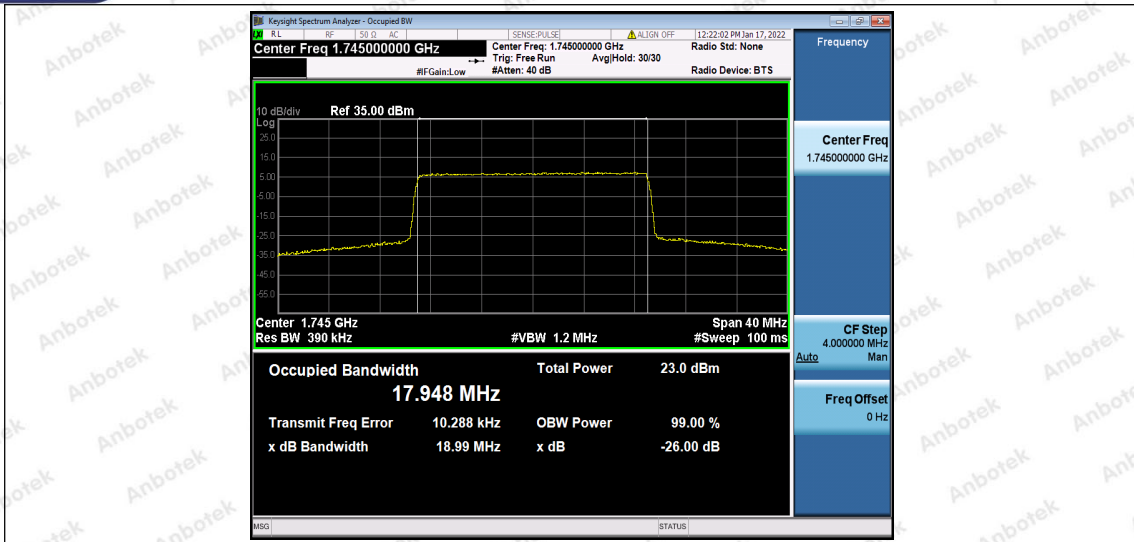 Keysight Spectrum Analyzer - Occupied BW
LXI RL RF 50 Ω AC SENSE:PULSE ALIGN OFF 12:22:02 PM Jan 17, 2022
Center Freq 1.745000000 GHz
Center Freq: 1.745000000 GHz Radio Std: None
Trig: Free Run Avg|Hold: 30/30
#IFGain:Low #Atten: 40 dB Radio Device: BTS
10 dB/div Ref 35.00 dBm
Log
25.0
15.0
5.00
-5.00
-15.0
-25.0
-35.0
-45.0
-55.0
Center 1.745 GHz Span 40 MHz
Res BW 390 kHz #VBW 1.2 MHz #Sweep 100 ms
Occupied Bandwidth Total Power 23.0 dBm
17.948 MHz
Transmit Freq Error 10.288 kHz OBW Power 99.00 %
x dB Bandwidth 18.99 MHz x dB -26.00 dB
MSG STATUS
Frequency
Center Freq
1.745000000 GHz
CF Step
4.000000 MHz
Auto Man
Freq Offset
0 Hz
Anbotek